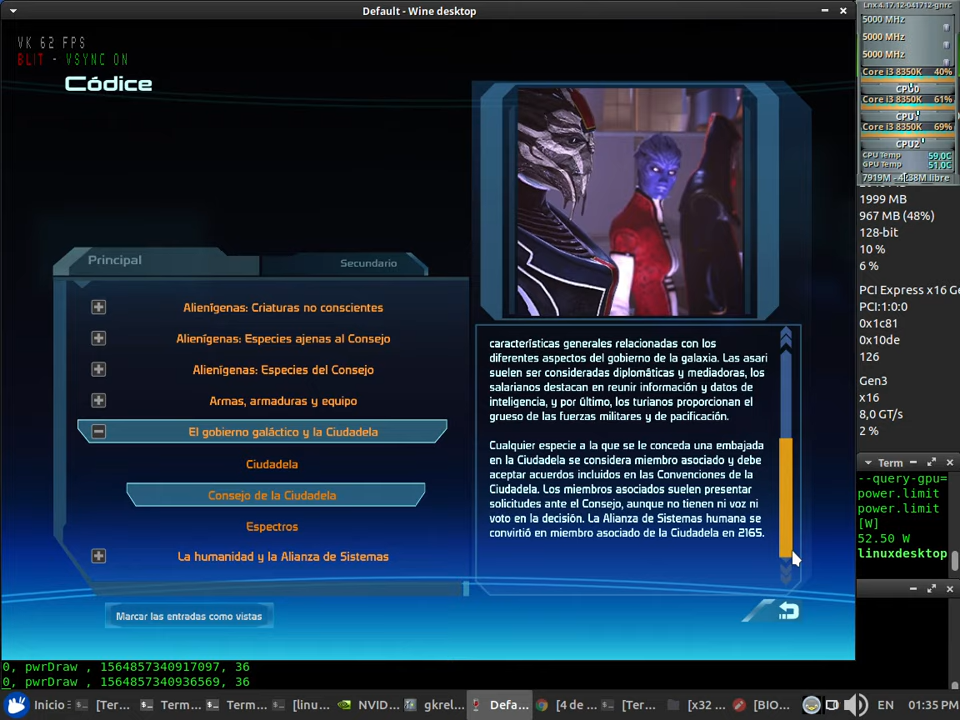 Default - Wine desktop
VK 62 FPS
BLIT - VSYNC ON
Códice
Principal
Secundario
Alienígenas: Criaturas no conscientes
Alienígenas: Especies ajenas al Consejo
Alienígenas: Especies del Consejo
Armas, armaduras y equipo
El gobierno galáctico y la Ciudadela
Ciudadela
Consejo de la Ciudadela
Espectros
La humanidad y la Alianza de Sistemas
características generales relacionadas con los
diferentes aspectos del gobierno de la galaxia. Las asari
suelen ser consideradas diplomáticas y mediadoras, los
salarianos destacan en reunir información y datos de
inteligencia, y por último, los turianos proporcionan el
grueso de las fuerzas militares y de pacificación.
Cualquier especie a la que se le conceda una embajada
en la Ciudadela se considera miembro asociado y debe
aceptar acuerdos incluidos en las Convenciones de la
Ciudadela. Los miembros asociados suelen presentar
solicitudes ante el Consejo, aunque no tienen ni voz ni
voto en la decisión. La Alianza de Sistemas humana se
convirtió en miembro asociado de la Ciudadela en 2165.
Marcar las entradas como vistas
0, pwrDraw , 1564857340917097, 36
0, pwrDraw , 1564857340936569, 36
5000 MHz
5000 MHz
5000 MHz
Core i3 8350K 40%
CPU0
Core i3 8350K 61%
CPU1
Core i3 8350K 69%
CPU2
CPU Temp 59,0C
GPU Temp 51,0C
1999 MB
967 MB (48%)
128-bit
10 %
6 %
PCI Express x16 Ge
PCI:1:0:0
0x1c81
0x10de
126
Gen3
x16
8,0 GT/s
2 %
Term
--query-gpu=
power.limit
power.limit
[W]
52.50 W
linuxdesktop
Inicio
[Ter...
Term...
Term...
[linu...
NVID...
gkrel...
Defa...
[4 de ...
[Ter...
[x32 ...
[BIO...
EN
01:35 PM